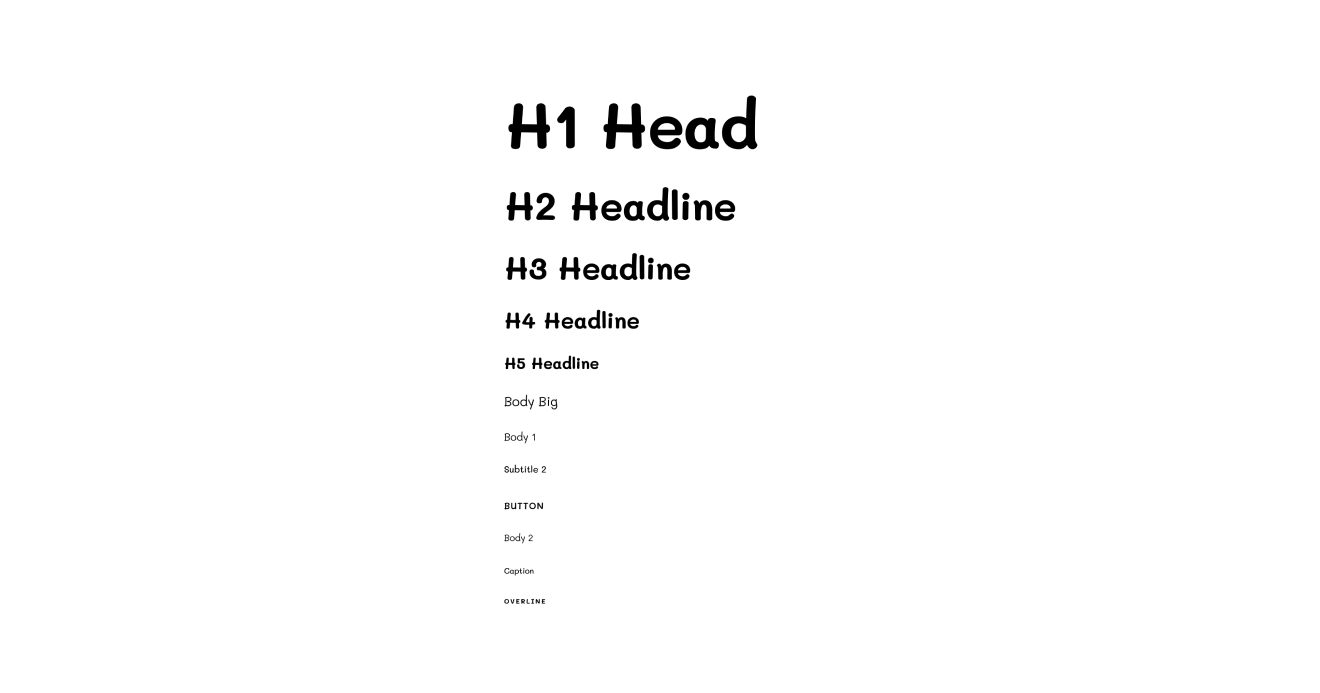 H1 Head
H2 Headline
H3 Headline
H4 Headline
H5 Headline
Body Big
Body 1
Subtitle 2
BUTTON
Body 2
Caption
OVERLINE